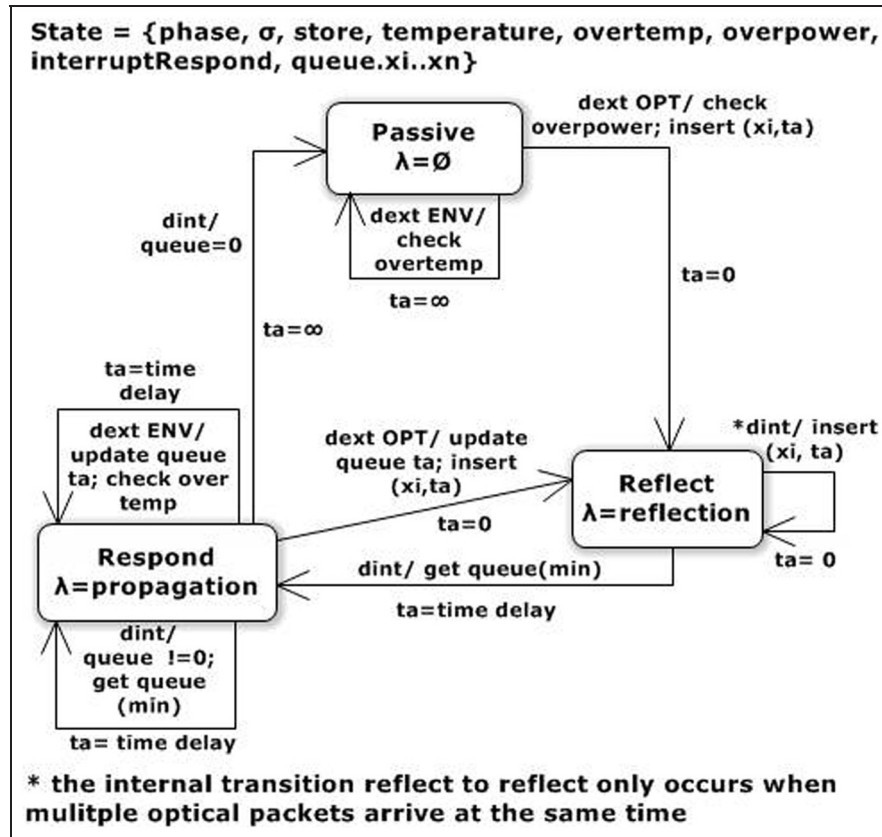 State = {phase, σ, store, temperature, overtemp, overpower,
interruptRespond, queue.xi..xn}
Passive
λ=Ø
dext OPT/ check
overpower; insert (xi,ta)
dext ENV/
check
overtemp
ta=∞
dint/
queue=0
ta=∞
ta=0
ta=time
delay
dext ENV/
update queue
ta; check over
temp
dext OPT/ update
queue ta; insert
(xi,ta)
ta=0
*dint/ insert
(xi, ta)
Reflect
λ=reflection
ta= 0
Respond
λ=propagation
dint/ get queue(min)
ta=time delay
dint/
queue !=0;
get queue
(min)
ta= time delay
* the internal transition reflect to reflect only occurs when
mulitple optical packets arrive at the same time